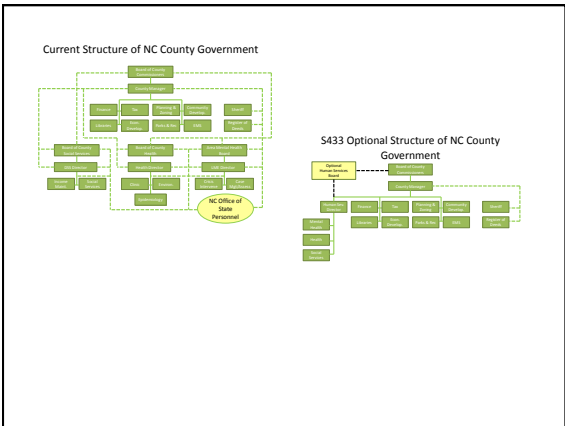 Current Structure of NC County Government
Board of County
Commissioners
County Manager
Finance
Tax
Planning &
Zoning
Community
Develop.
Sheriff
Libraries
Econ.
Develop.
Parks & Rec
EMS
Register of
Deeds
Board of County
Social Services
Board of County
Health
Area Mental Health
Board
DSS Director
Health Director
LME Director
Income
Maint.
Social
Services
Clinic
Environ.
Epidemiology
NC Office of
State
Personnel
S433 Optional Structure of NC County
Government
Optional
Human Services
Board
Board of County
Commissioners
County Manager
Human Svc.
Director
Finance
Tax
Planning &
Zoning
Community
Develop.
Sheriff
Mental
Health
Libraries
Econ.
Develop.
Parks & Rec
EMS
Register of
Deeds
Health
Social
Services